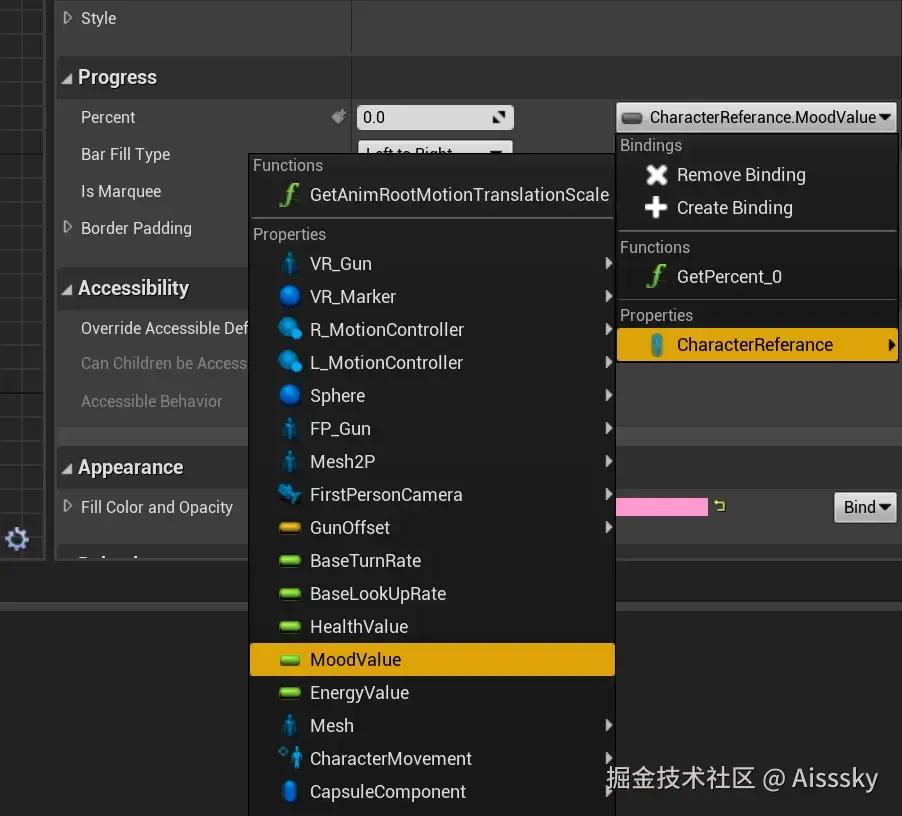 Style
Progress
Percent
0.0
CharacterReferance.MoodValue
Bar Fill Type
Left to Right
Is Marquee
Border Padding
Accessibility
Override Accessible Def
Can Children be Access
Accessible Behavior
Appearance
Fill Color and Opacity
Bind
Bindings
Remove Binding
Create Binding
Functions
GetPercent_0
Properties
CharacterReferance
Functions
GetAnimRootMotionTranslationScale
Properties
VR_Gun
VR_Marker
R_MotionController
L_MotionController
Sphere
FP_Gun
Mesh2P
FirstPersonCamera
GunOffset
BaseTurnRate
BaseLookUpRate
HealthValue
MoodValue
EnergyValue
Mesh
CharacterMovement
CapsuleComponent
掘金技术社区 @ Aisssky